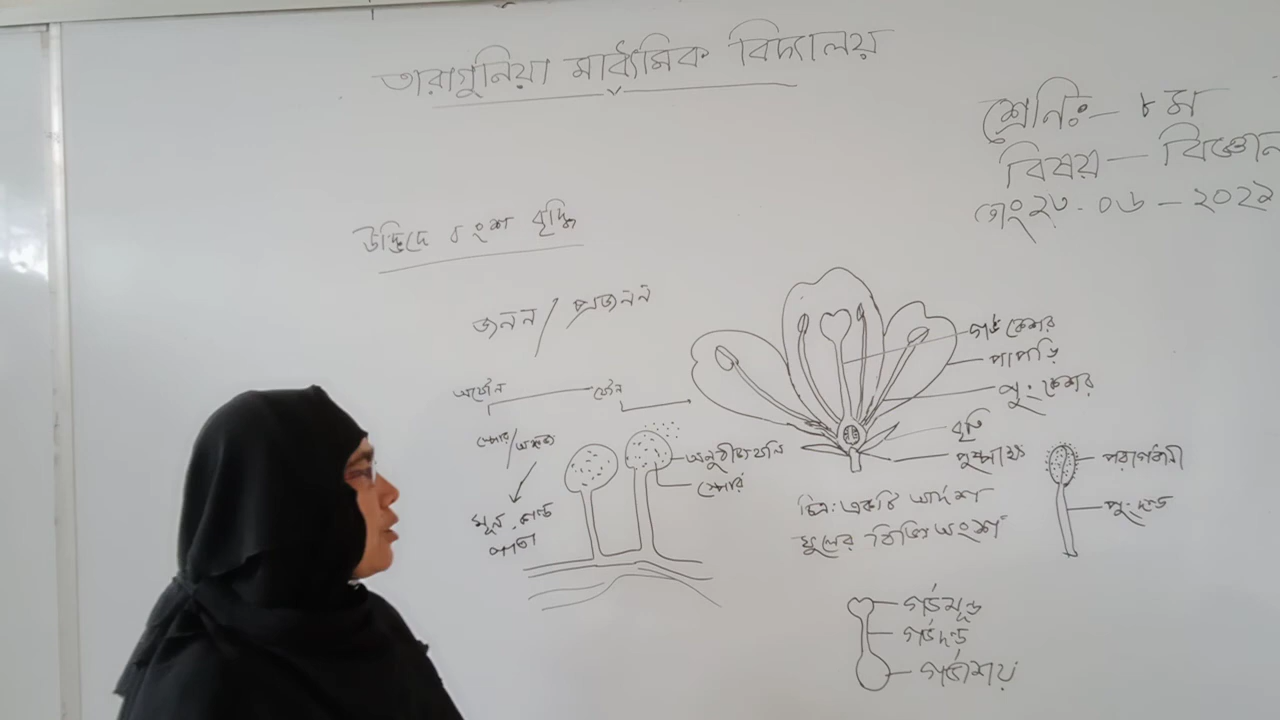 তারাগুনিয়া মাধ্যমিক বিদ্যালয়
শ্রেনিঃ- ৮ম
বিষয় - বিজ্ঞান
তাং২৩-০৬-২০২২
উদ্ভিদে বংশ বৃদ্ধি
জনন/প্রজনন
অযৌন
যৌন
স্পোর/অঙ্গজ
মূল, কান্ড
পাতা
অনুবীজথলি
স্পোর
গর্ভকেশর
পাপড়ি
পুংকেশর
বৃতি
পুষ্পাক্ষ
চিত্র: একটি আদর্শ
ফুলের বিভিন্ন অংশ
পরাগধানী
পুংদন্ড
গর্ভমুন্ড
গর্ভদন্ড
গর্ভাশয়